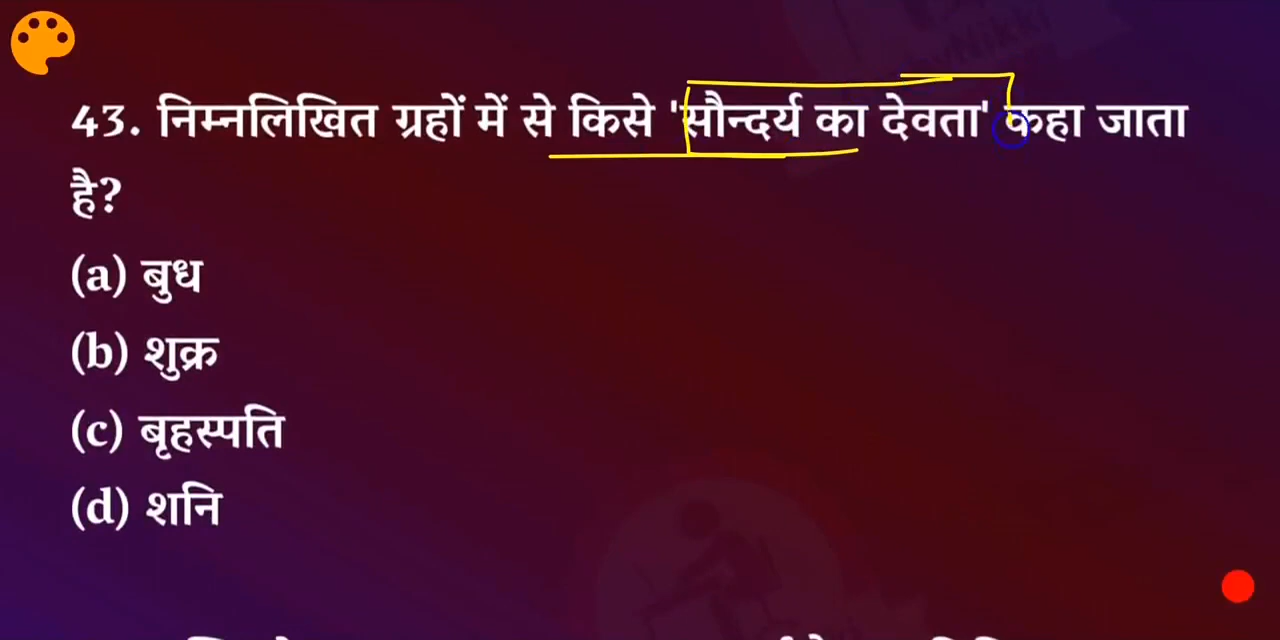 43. निम्नलिखित ग्रहों में से किसे 'सौन्दर्य का देवता' कहा जाता
है?
(a) बुध
(b) शुक्र
(c) बृहस्पति
(d) शनि